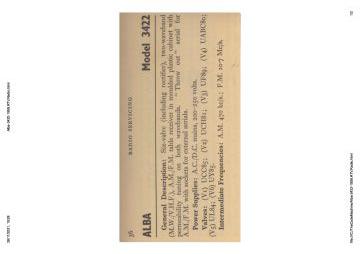 36
RADIO SERVICING
ALBA
Model 3422
General Description: Six-valve (including rectifier), two-waveband
(M.W./V.H.F.), A.M./F.M. table receiver in moulded plastic cabinet with
permeability tuning on both wavebands. "Throw out" aerial for
A.M./F.M. with sockets for external aerials.
Power Supplies: A.C./D.C. mains, 200-250 volts.
Valves: (V1) UCC85; (V2) UCH81; (V3) UF89; (V4) UABC80;
(V5) UL84; (V6) UY85.
Intermediate Frequencies: A.M. 470 kc/s.; F.M. 10·7 Mc/s.